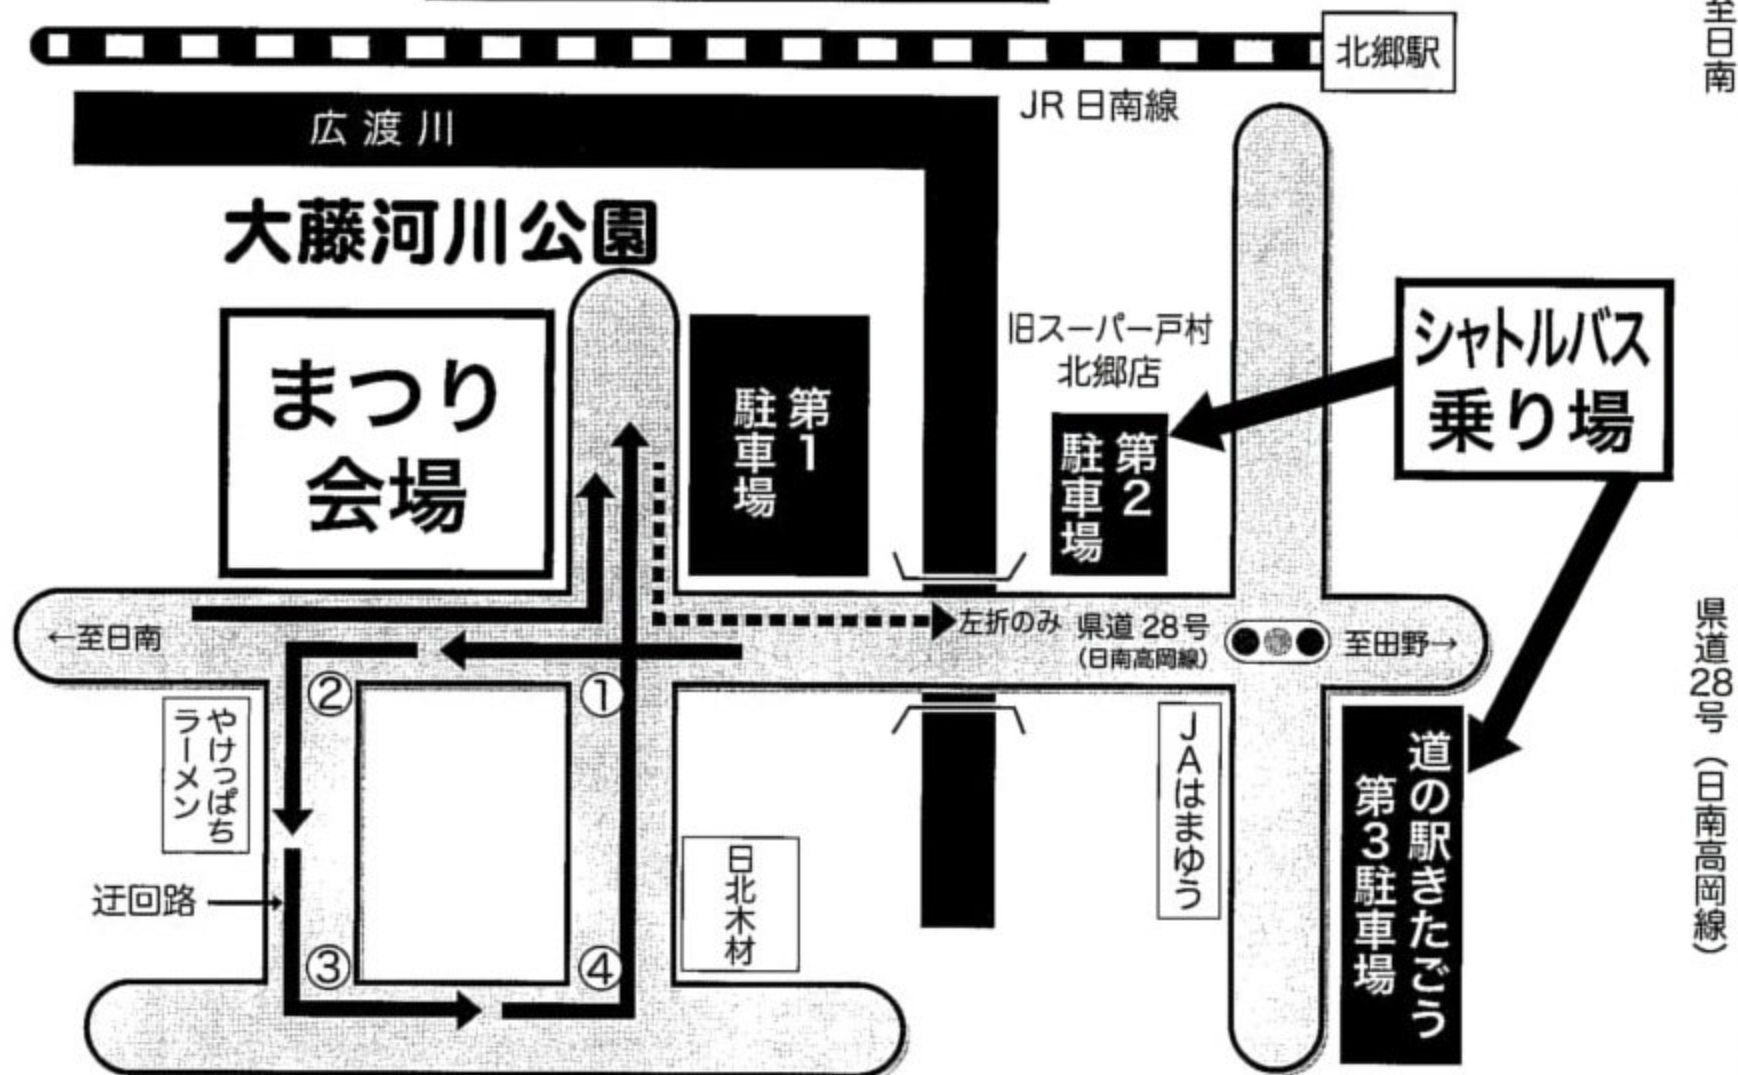 北郷駅
至日南
JR 日南線
広渡川
大藤河川公園
まつり
会場
第1
駐車場
旧スーパー戸村
北郷店
第2
駐車場
シャトルバス
乗り場
←至日南
左折のみ
県道 28号
(日南高岡線)
至田野→
県道28号(日南高岡線)
②
①
やけっぱち
ラーメン
迂回路
③
④
日北木材
JAはまゆう
道の駅きたごう
第3駐車場